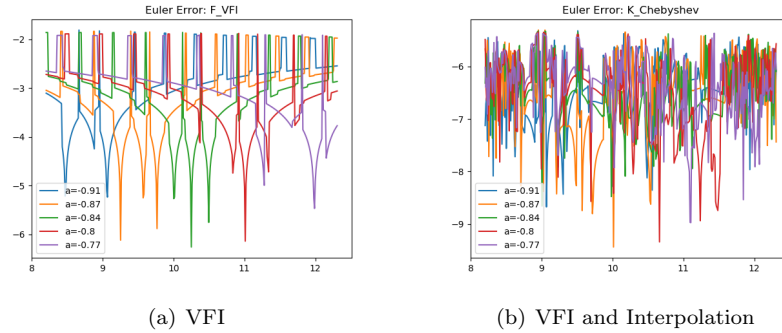 Euler Error: F_VFI
−2
−3
−4
−5
−6
a=-0.91
a=-0.87
a=-0.84
a=-0.8
a=-0.77
8 9 10 11 12
(a) VFI
Euler Error: K_Chebyshev
−6
−7
−8
−9
a=-0.91
a=-0.87
a=-0.84
a=-0.8
a=-0.77
8 9 10 11 12
(b) VFI and Interpolation